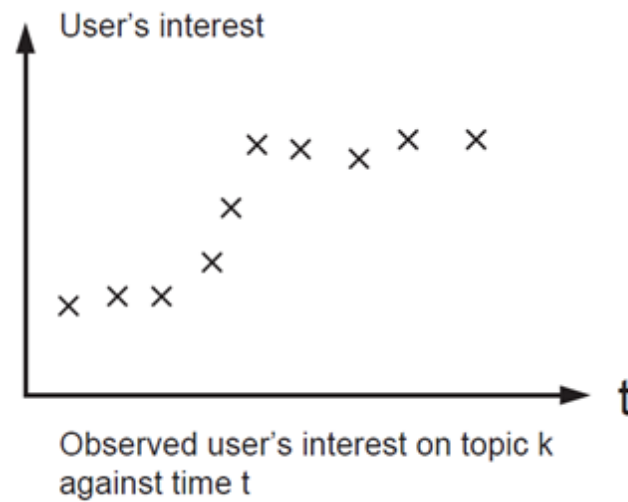 User's interest
t
Observed user's interest on topic k
against time t